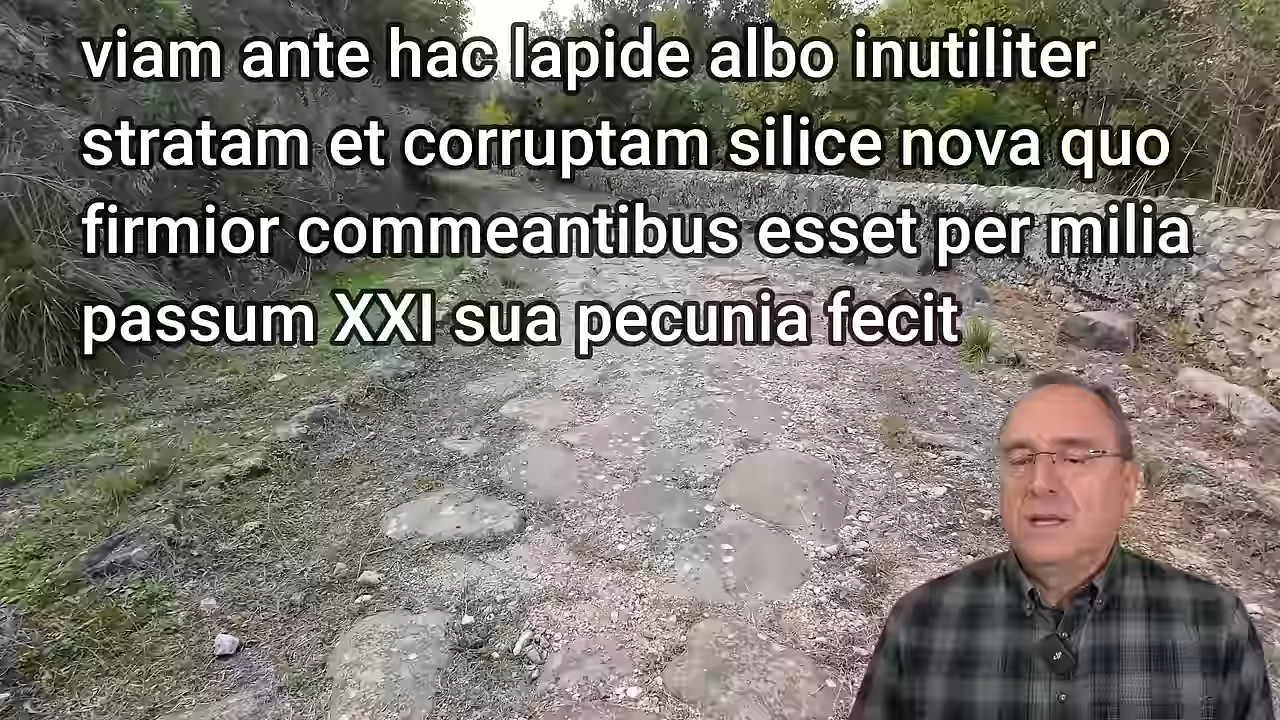 viam ante hac lapide albo inutiliter
stratam et corruptam silice nova quo
firmior commeantibus esset per milia
passum XXI sua pecunia fecit